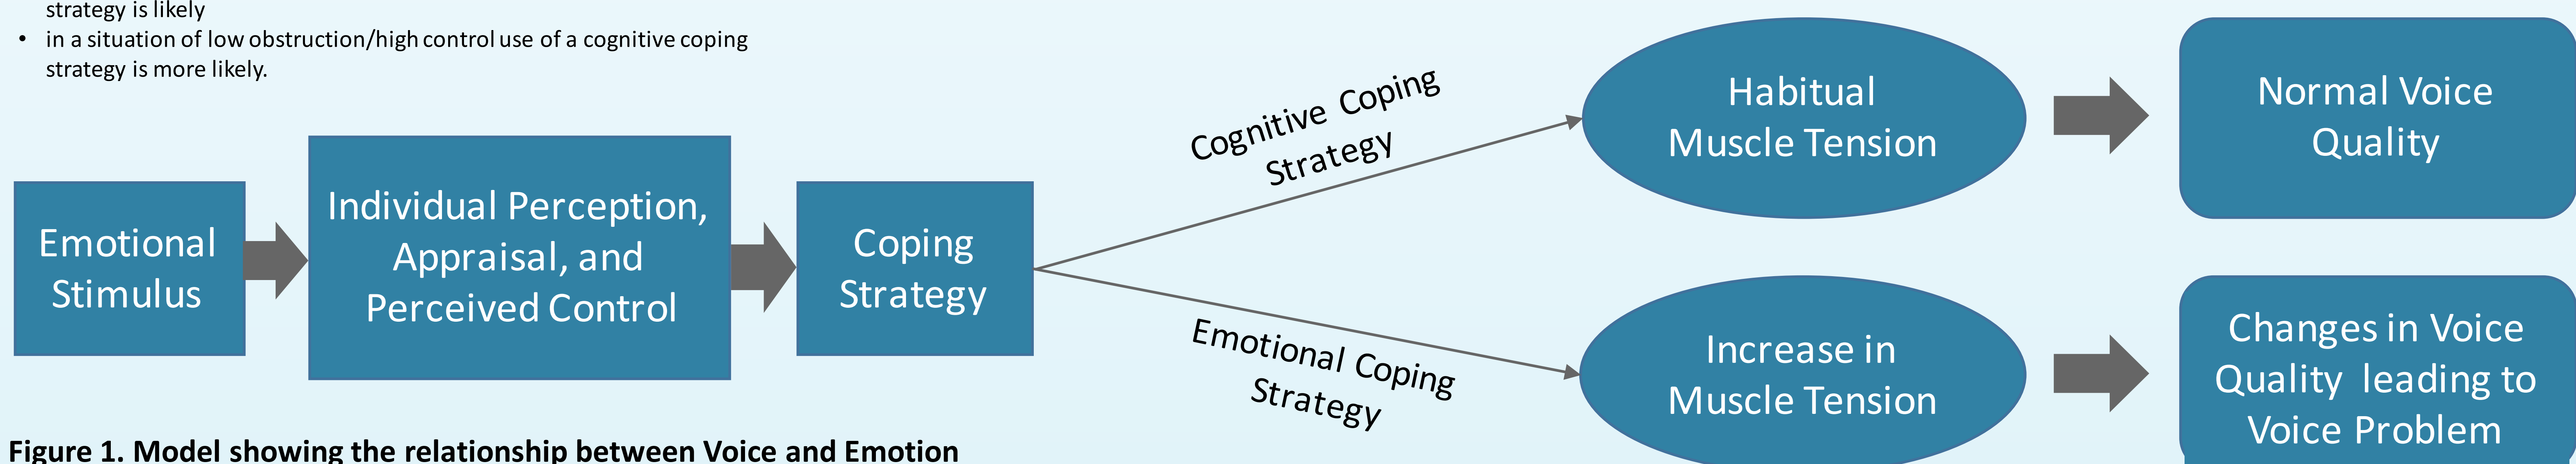 strategy is likely
• in a situation of low obstruction/high control use of a cognitive coping
strategy is more likely.
Emotional
Stimulus
Individual Perception,
Appraisal, and
Perceived Control
Coping
Strategy
Cognitive Coping
Strategy
Habitual
Muscle Tension
Normal Voice
Quality
Emotional Coping
Strategy
Increase in
Muscle Tension
Changes in Voice
Quality leading to
Voice Problem
Figure 1. Model showing the relationship between Voice and Emotion